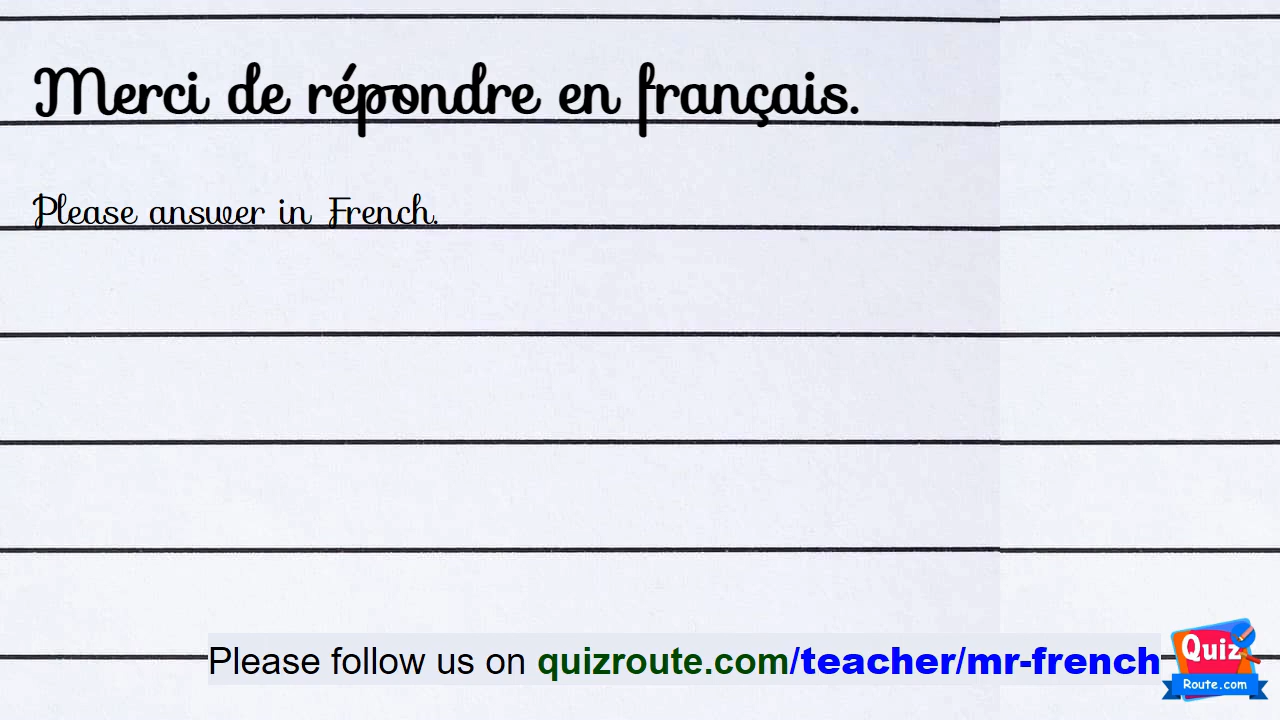 Merci de répondre en français.
Please answer in French.
Please follow us on quizroute.com/teacher/mr-french
Quiz
Route.com